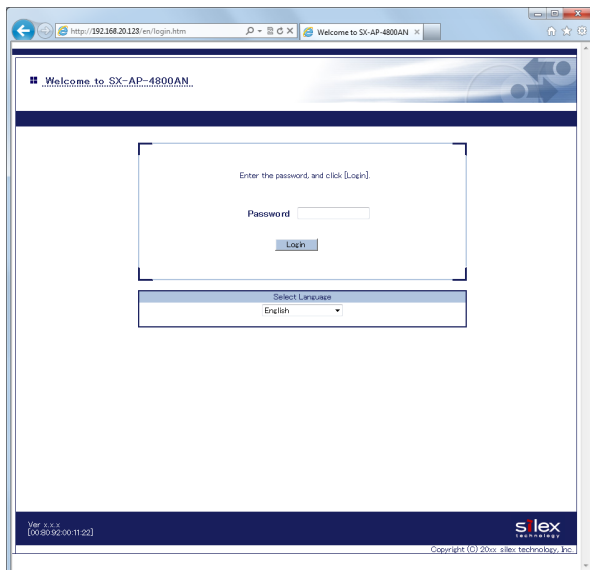 http://192.168.20.123/en/login.htm
Welcome to SX-AP-4800AN
Welcome to SX-AP-4800AN
Enter the password, and click [Login].
Password
Login
Select Language
English
Ver x.x.x
[00:80:92:00:11:22]
silex
technology
Copyright (C) 20xx silex technology, Inc.